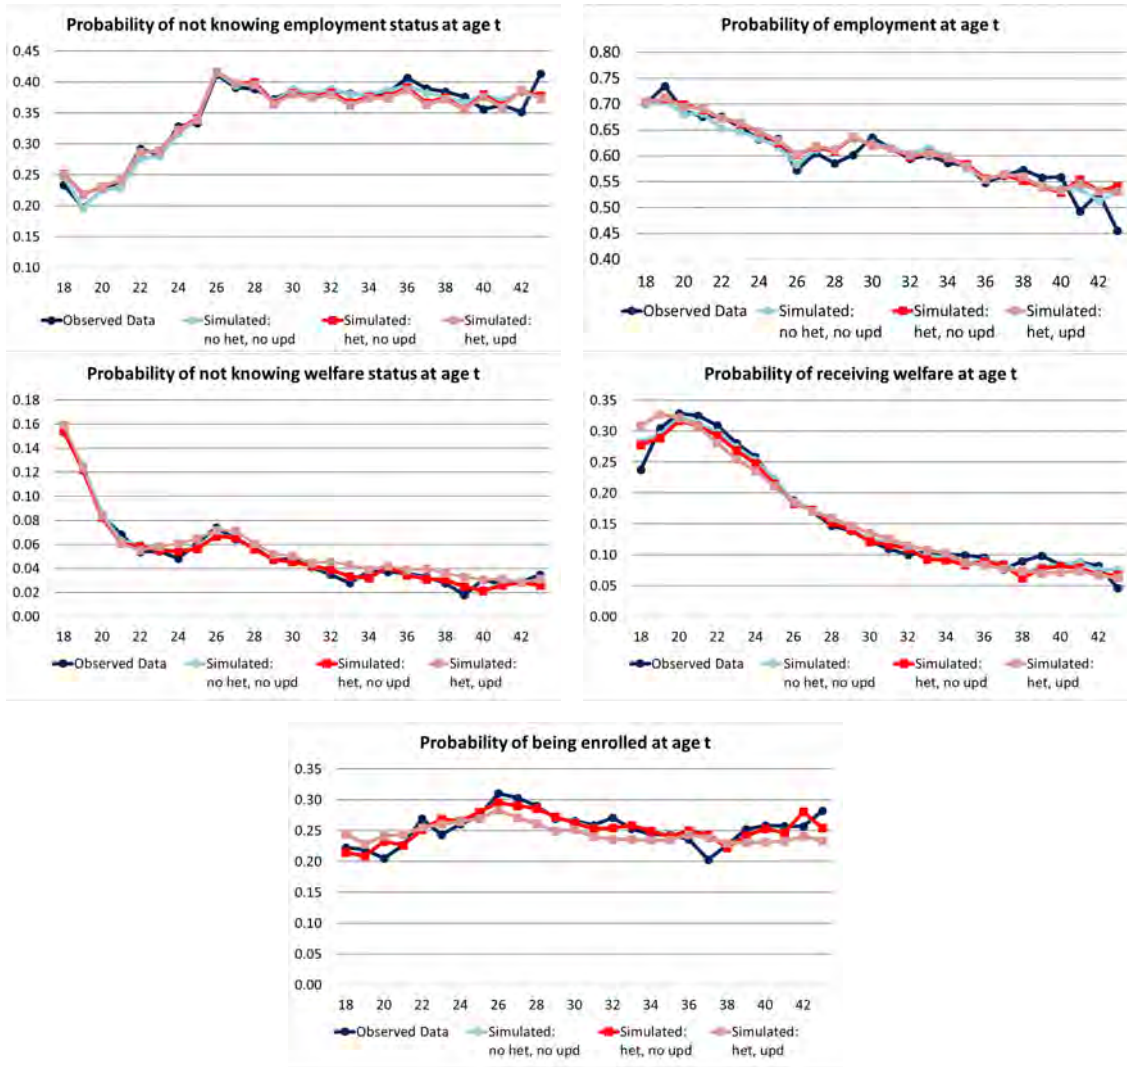 Probability of not knowing employment status at age t
0.45
0.40
0.35
0.30
0.25
0.20
0.15
0.10
18 20 22 24 26 28 30 32 34 36 38 40 42
Observed Data Simulated: Simulated: Simulated:
no het, no upd het, no upd het, upd
Probability of employment at age t
0.80
0.75
0.70
0.65
0.60
0.55
0.50
0.45
0.40
18 20 22 24 26 28 30 32 34 36 38 40 42
Observed Data Simulated: Simulated: Simulated:
no het, no upd het, no upd het, upd
Probability of not knowing welfare status at age t
0.18
0.16
0.14
0.12
0.10
0.08
0.06
0.04
0.02
0.00
18 20 22 24 26 28 30 32 34 36 38 40 42
Observed Data Simulated: Simulated: Simulated:
no het, no upd het, no upd het, upd
Probability of receiving welfare at age t
0.35
0.30
0.25
0.20
0.15
0.10
0.05
0.00
18 20 22 24 26 28 30 32 34 36 38 40 42
Observed Data Simulated: Simulated: Simulated:
no het, no upd het, no upd het, upd
Probability of being enrolled at age t
0.35
0.30
0.25
0.20
0.15
0.10
0.05
0.00
18 20 22 24 26 28 30 32 34 36 38 40 42
Observed Data Simulated: Simulated: Simulated:
no het, no upd het, no upd het, upd